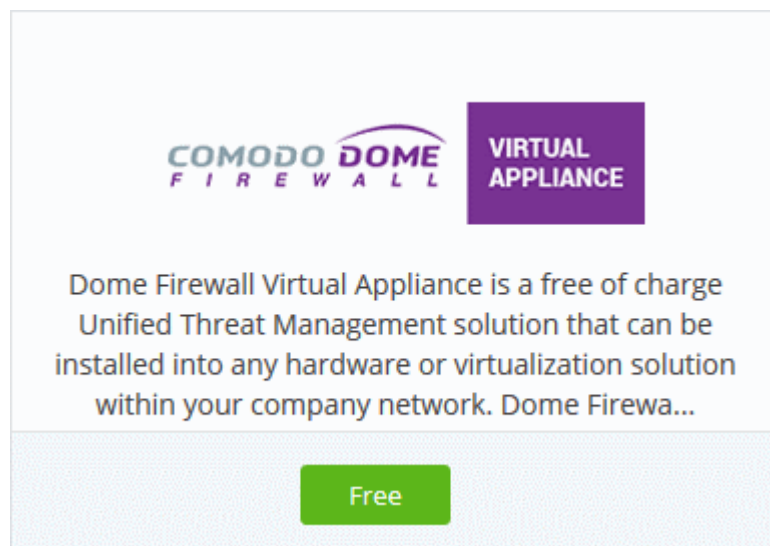 COMODO DOME
FIREWALL
VIRTUAL
APPLIANCE
Dome Firewall Virtual Appliance is a free of charge
Unified Threat Management solution that can be
installed into any hardware or virtualization solution
within your company network. Dome Firewa...
Free